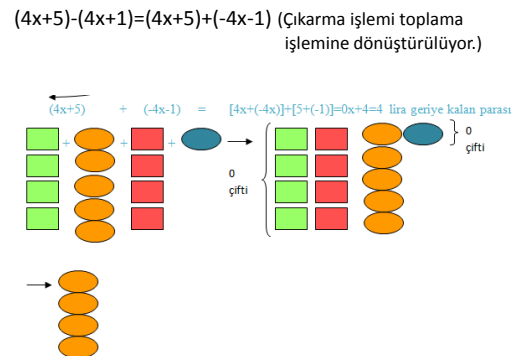 (4x+5)-(4x+1)=(4x+5)+(-4x-1) (Çıkarma işlemi toplama
işlemine dönüştürülüyor.)
(4x+5) + (-4x-1) = [4x+(-4x)]+[5+(-1)]=0x+4=4 lira geriye kalan parası
+ + +
0
çifti
0
çifti